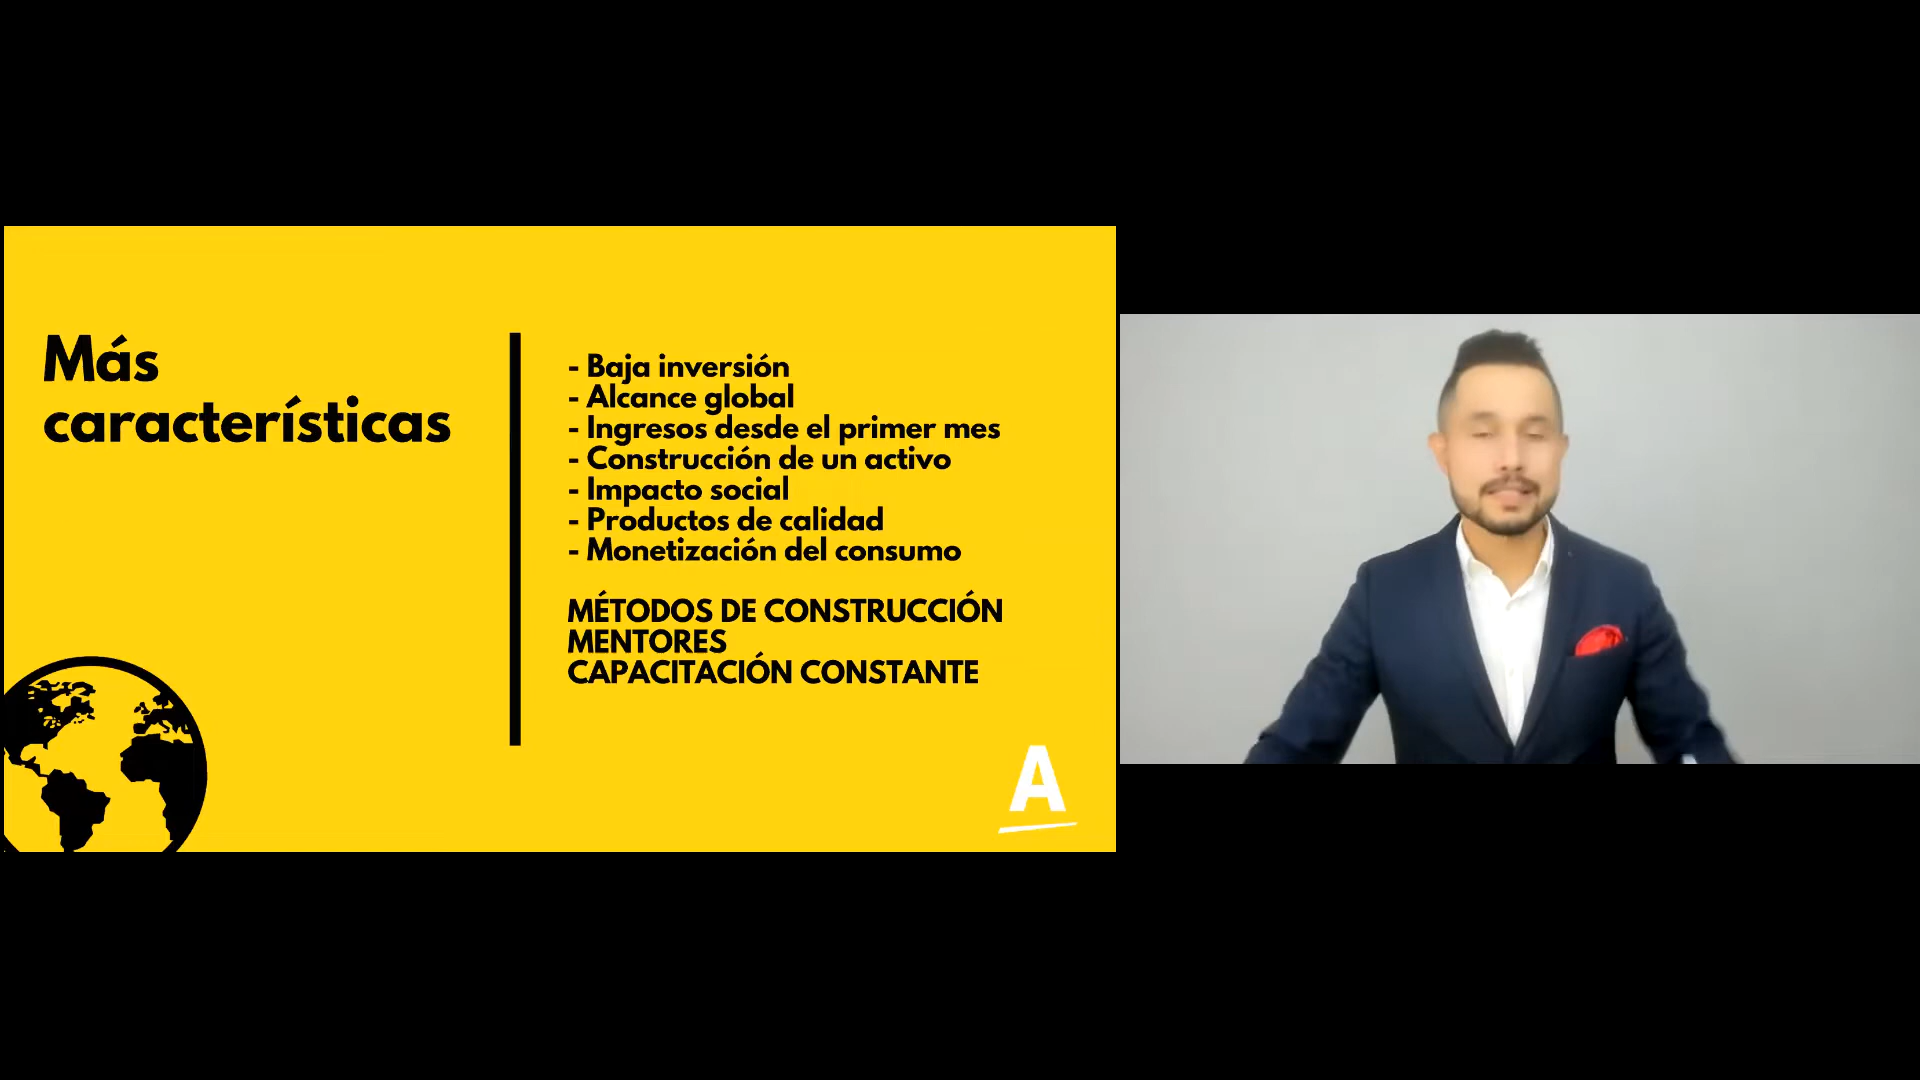 Más
características
- Baja inversión
- Alcance global
- Ingresos desde el primer mes
- Construcción de un activo
- Impacto social
- Productos de calidad
- Monetización del consumo
MÉTODOS DE CONSTRUCCIÓN
MENTORES
CAPACITACIÓN CONSTANTE
A